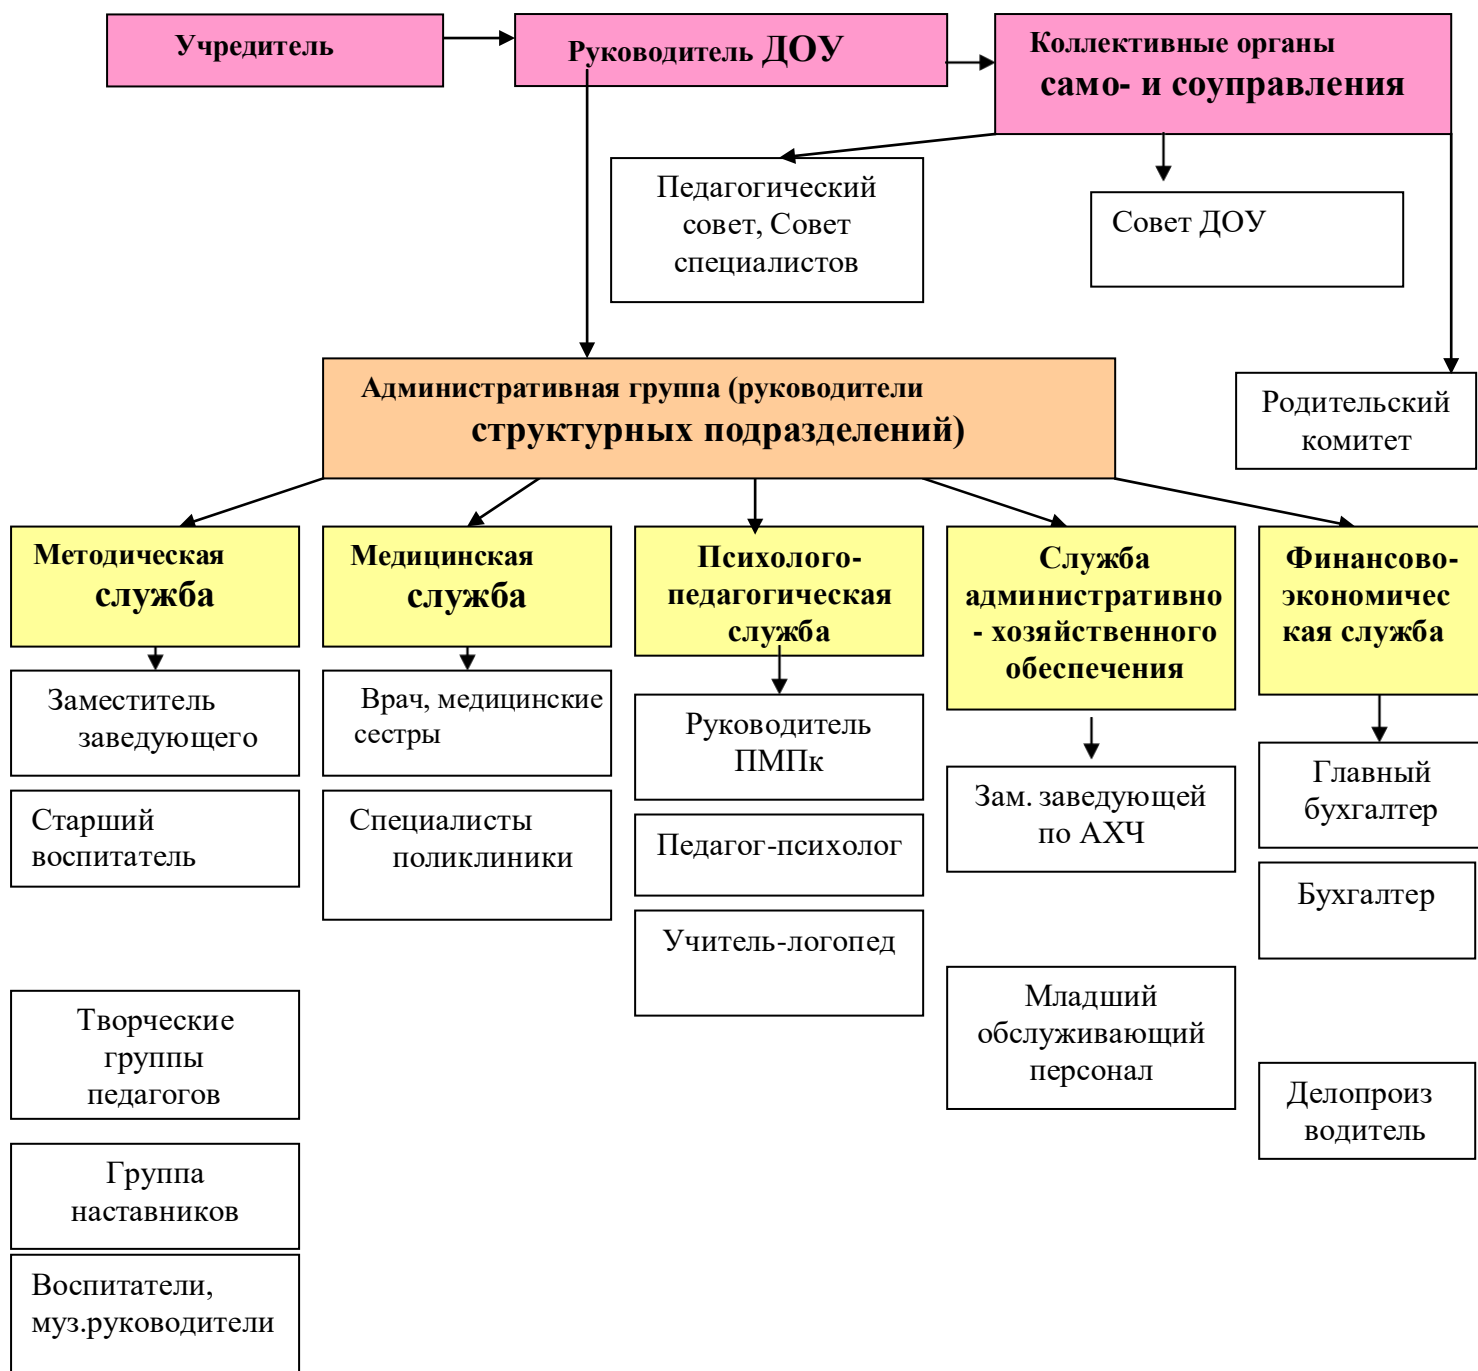 Учредитель
Руководитель ДОУ
Коллективные органы
само- и соуправления
Педагогический
совет, Совет
специалистов
Совет ДОУ
Административная группа (руководители
структурных подразделений)
Родительский
комитет
Методическая
служба
Медицинская
служба
Психолого-
педагогическая
служба
Служба
административно
- хозяйственного
обеспечения
Финансово-
экономичес
кая служба
Заместитель
заведующего
Врач, медицинские
сестры
Руководитель
ПМПк
Зам. заведующей
по АХЧ
Главный
бухгалтер
Старший
воспитатель
Специалисты
поликлиники
Педагог-психолог
Бухгалтер
Учитель-логопед
Творческие
группы
педагогов
Младший
обслуживающий
персонал
Делопроиз
водитель
Группа
наставников
Воспитатели,
муз.руководители